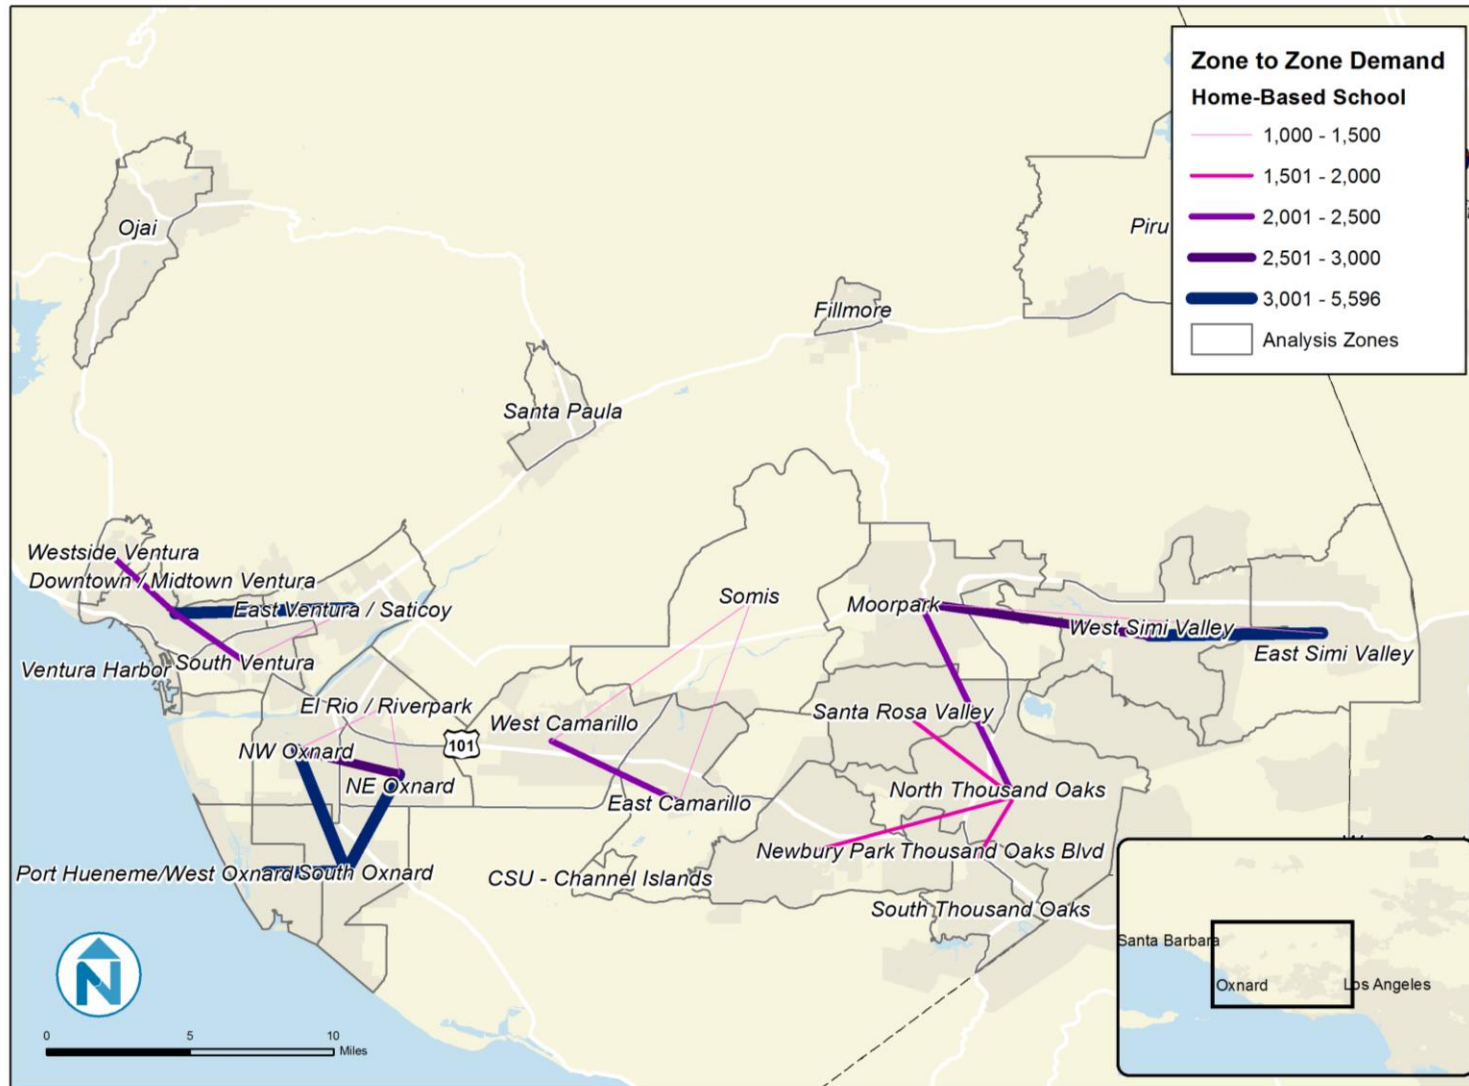 Zone to Zone Demand
Home-Based School
1,000 - 1,500
1,501 - 2,000
2,001 - 2,500
2,501 - 3,000
3,001 - 5,596
Analysis Zones
Ojai
Piru
Fillmore
Santa Paula
Westside Ventura
Downtown / Midtown Ventura
East Ventura / Saticoy
Somis
Moorpark
West Simi Valley
East Simi Valley
South Ventura
Ventura Harbor
El Rio / Riverpark
West Camarillo
Santa Rosa Valley
101
NW Oxnard
NE Oxnard
East Camarillo
North Thousand Oaks
Newbury Park
Thousand Oaks Blvd
Port Hueneme/West Oxnard
South Oxnard
CSU - Channel Islands
South Thousand Oaks
N
0 5 10
Miles
Santa Barbara
Oxnard
Los Angeles